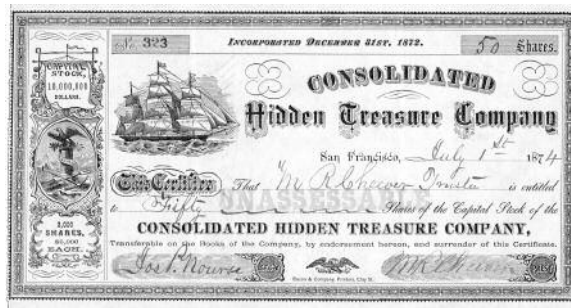 No. 323
INCORPORATED DECEMBER 31ST, 1872.
50 Shares.
CAPITAL STOCK,
10,000,000
DOLLARS.
CONSOLIDATED
Hidden Treasure Company
San Francisco, July 1st 1874
This Certifies That M R Cheever Trustee is entitled
to Fifty Shares of the Capital Stock of the
UNASSESSABLE
CONSOLIDATED HIDDEN TREASURE COMPANY,
Transferable on the Books of the Company, by endorsement hereon, and surrender of this Certificate.
SHARES,
EACH.